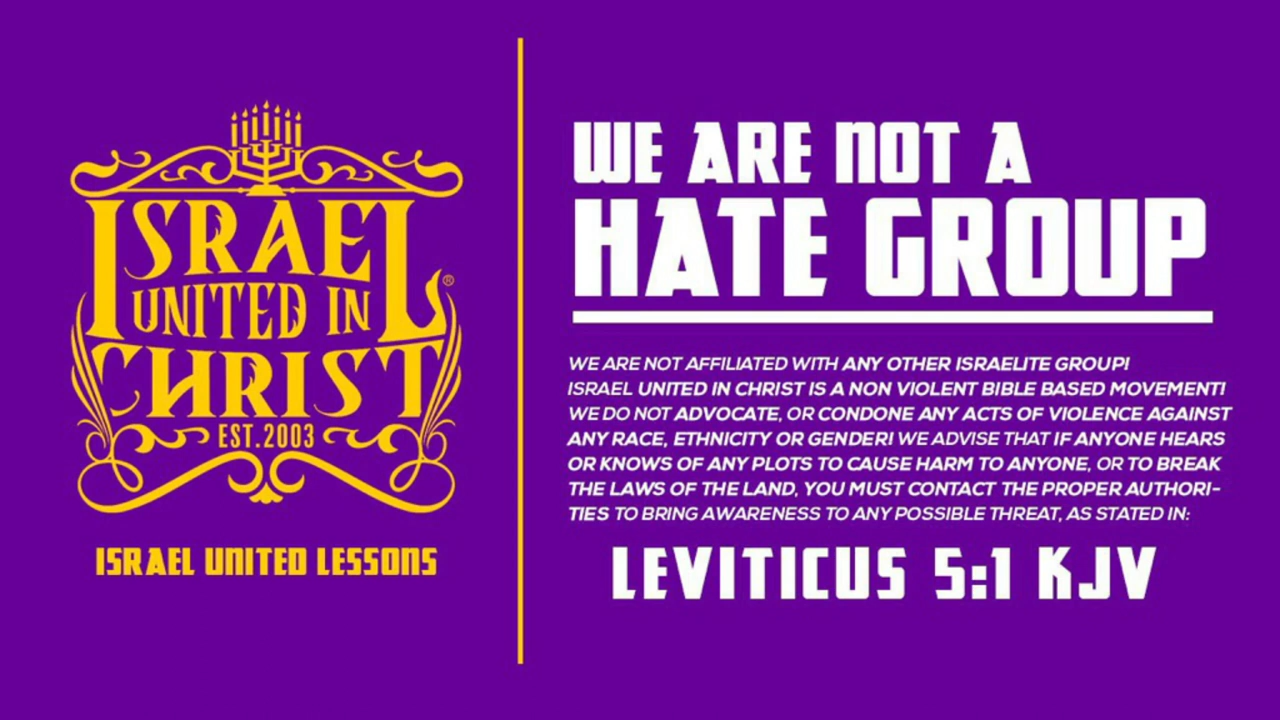 ISRAEL
UNITED IN
CHRIST
EST. 2003
ISRAEL UNITED LESSONS
WE ARE NOT A
HATE GROUP
WE ARE NOT AFFILIATED WITH ANY OTHER ISRAELITE GROUP!
ISRAEL UNITED IN CHRIST IS A NON VIOLENT BIBLE BASED MOVEMENT!
WE DO NOT ADVOCATE, OR CONDONE ANY ACTS OF VIOLENCE AGAINST
ANY RACE, ETHNICITY OR GENDER! WE ADVISE THAT IF ANYONE HEARS
OR KNOWS OF ANY PLOTS TO CAUSE HARM TO ANYONE, OR TO BREAK
THE LAWS OF THE LAND, YOU MUST CONTACT THE PROPER AUTHORI-
TIES TO BRING AWARENESS TO ANY POSSIBLE THREAT, AS STATED IN:
LEVITICUS 5:1 KJV